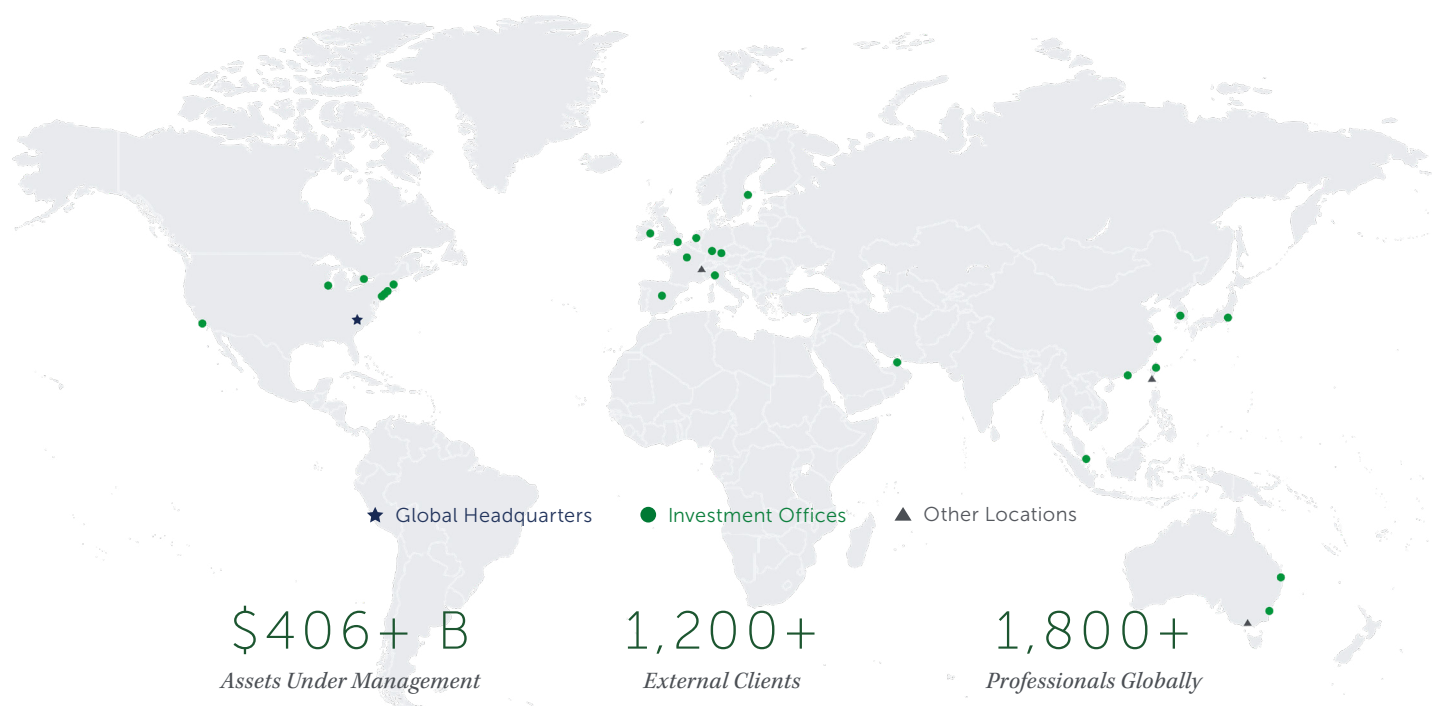 Global Headquarters
Investment Offices
Other Locations
$406+ B
1,200+
1,800+
Assets Under Management
External Clients
Professionals Globally